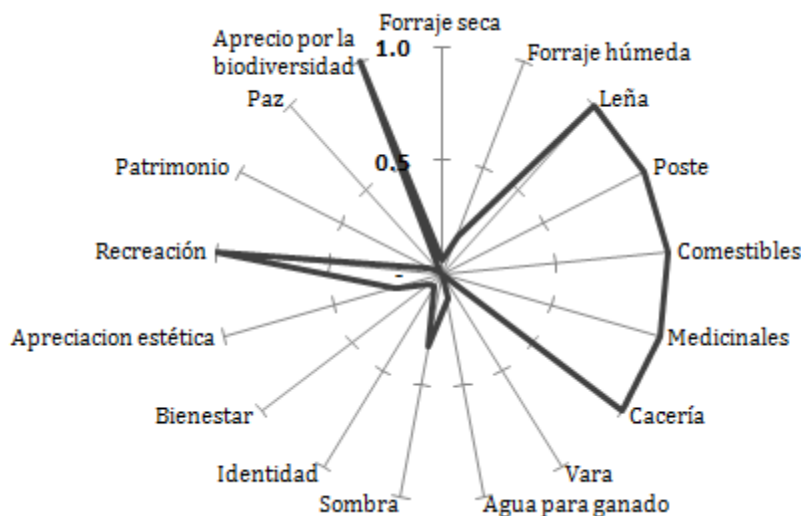 Forraje seca
1.0
Forraje húmeda
Leña
0.5
Poste
Comestibles
-
Medicinales
Cacería
Vara
Agua para ganado
Sombra
Identidad
Bienestar
Apreciacion estética
Recreación
Patrimonio
Paz
Aprecio por la
biodiversidad